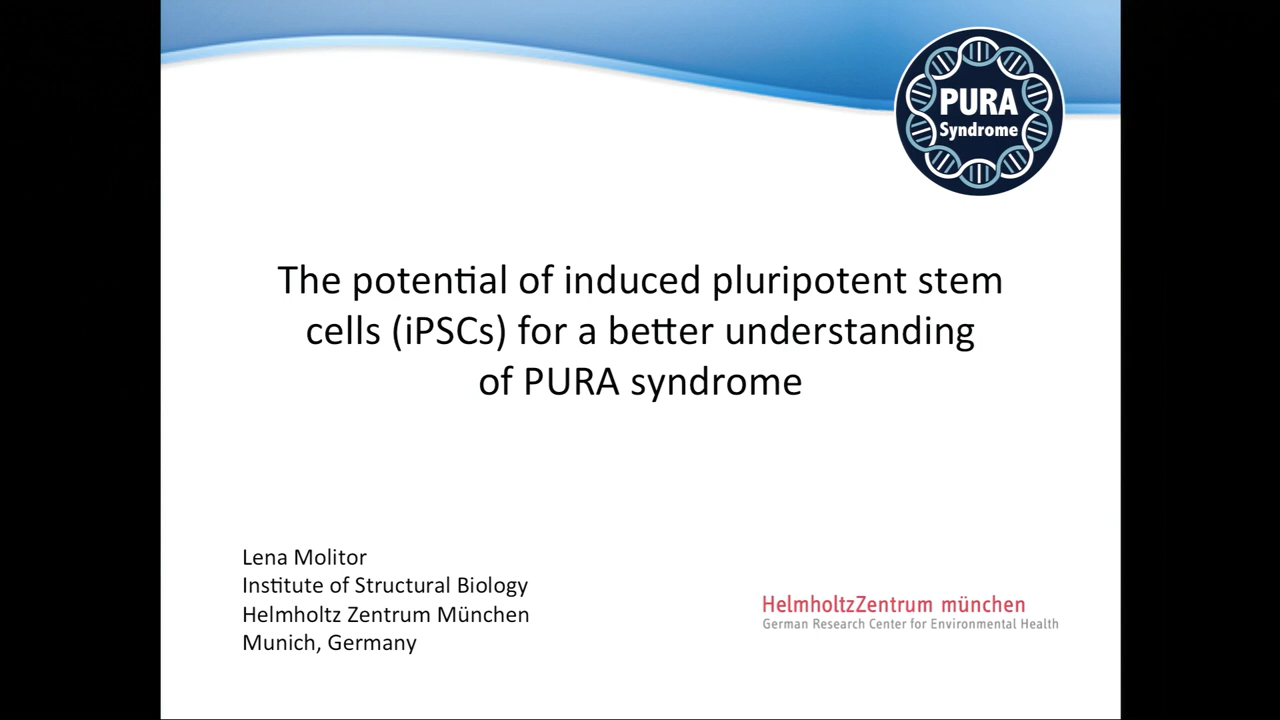 PURA
Syndrome
The potential of induced pluripotent stem
cells (iPSCs) for a better understanding
of PURA syndrome
Lena Molitor
Institute of Structural Biology
Helmholtz Zentrum München
Munich, Germany
HelmholtzZentrum münchen
German Research Center for Environmental Health